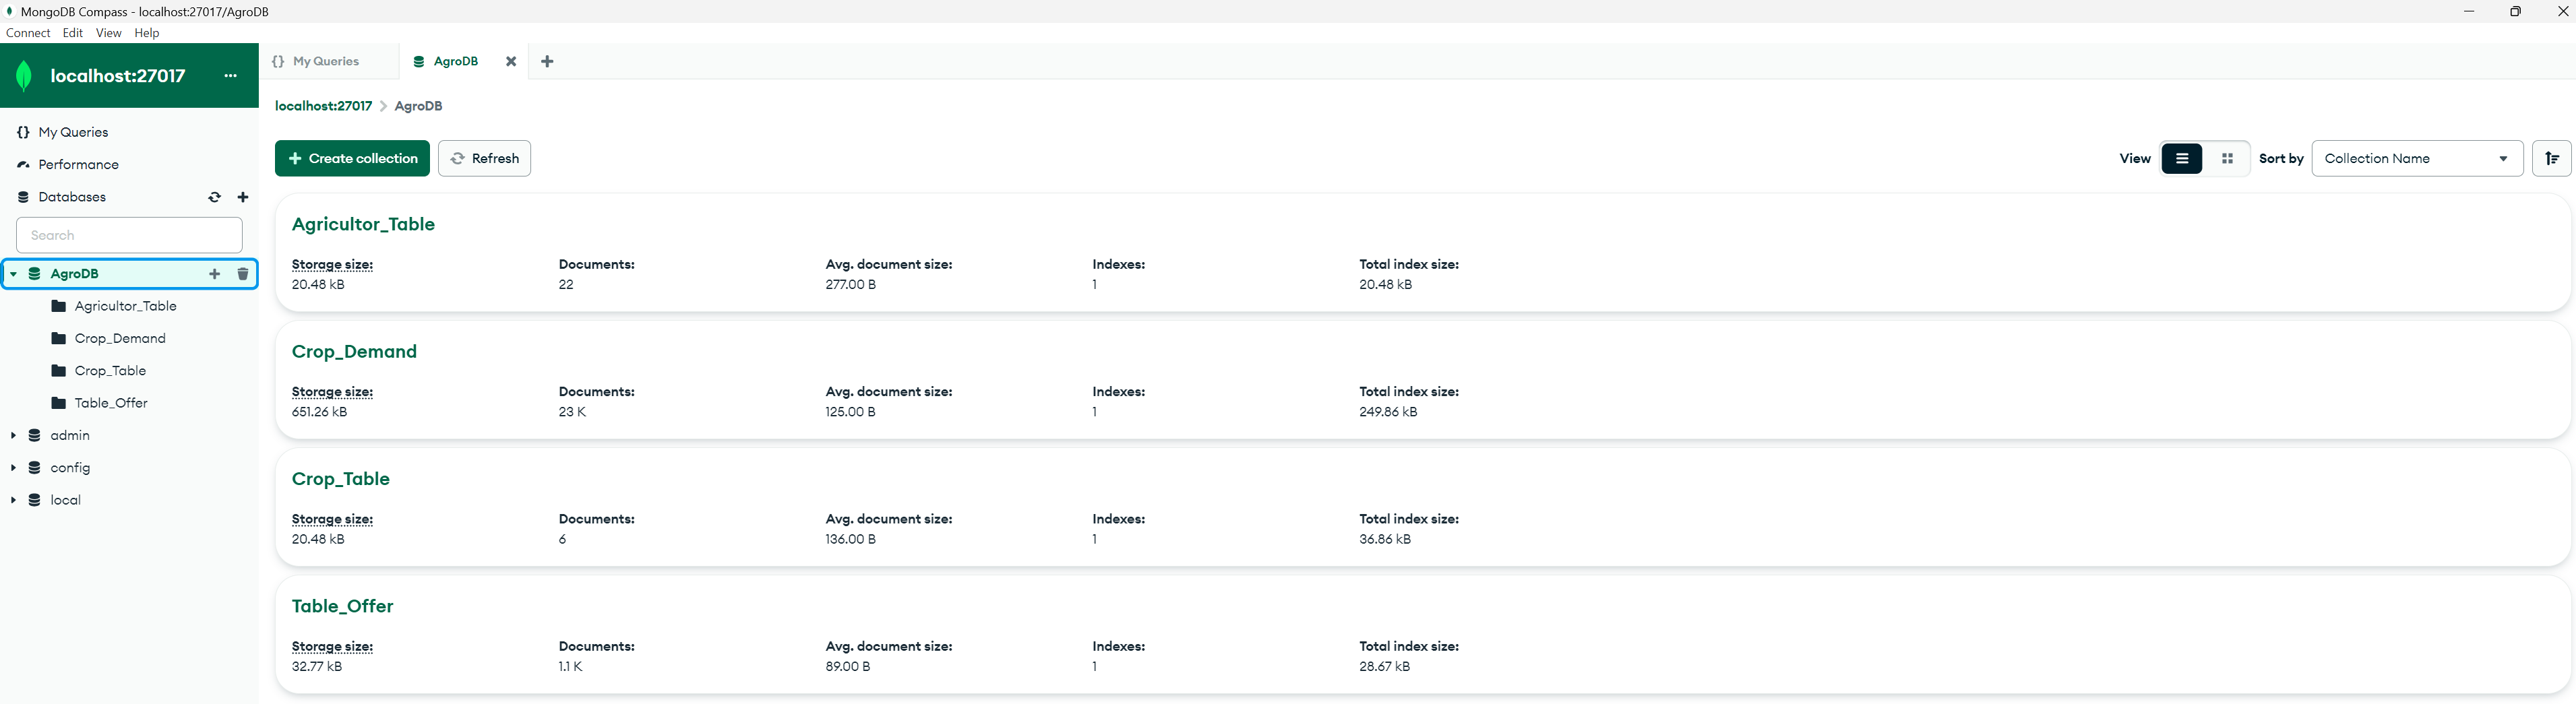 MongoDB Compass - localhost:27017/AgroDB
Connect Edit View Help
localhost:27017 ...
{} My Queries
AgroDB
localhost:27017 > AgroDB
{} My Queries
Performance
Databases
Search
AgroDB
Agricultor_Table
Crop_Demand
Crop_Table
Table_Offer
admin
config
local
+ Create collection Refresh View Sort by Collection Name
Agricultor_Table
Storage size: Documents: Avg. document size: Indexes: Total index size:
20.48 kB 22 277.00 B 1 20.48 kB
Crop_Demand
Storage size: Documents: Avg. document size: Indexes: Total index size:
651.26 kB 23 K 125.00 B 1 249.86 kB
Crop_Table
Storage size: Documents: Avg. document size: Indexes: Total index size:
20.48 kB 6 136.00 B 1 36.86 kB
Table_Offer
Storage size: Documents: Avg. document size: Indexes: Total index size:
32.77 kB 1.1 K 89.00 B 1 28.67 kB